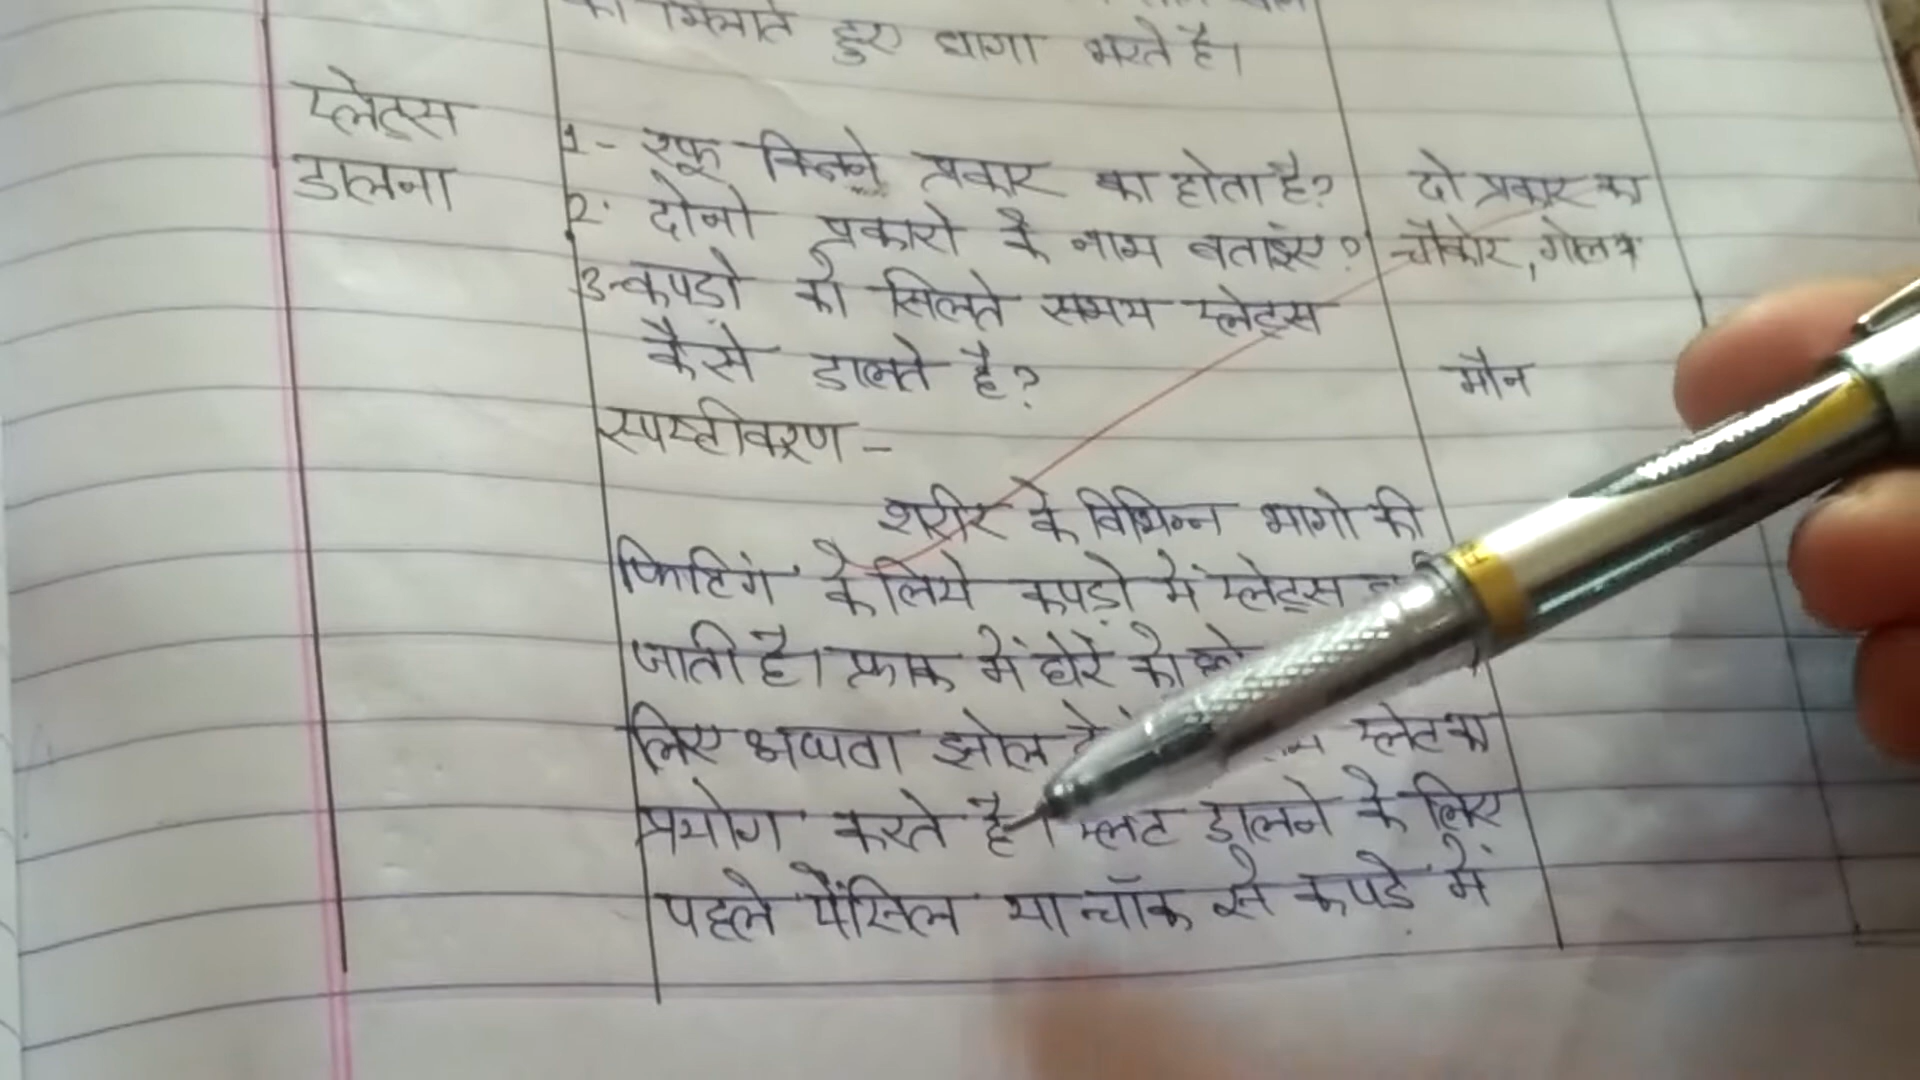 हुए धागा भरते है।
प्लेट्स
डालना
1- रफू कितने प्रकार का होता है? दो प्रकार का
2. दोनो प्रकारो के नाम बताइए? चौकोर, गोल
3- कपडो को सिलते समय प्लेट्स
कैसे डालते है? मौन
स्पष्टीकरण -
शरीर के विभिन्न भागो की
फिटिंग के लिये कपड़ो में प्लेट्स
जाती है। फ्राक में घेरे को
लिए अथवा झोल प्लेट का
प्रयोग करते है। प्लेट डालने के लिए
पहले पेंसिल या चॉक से कपडे में